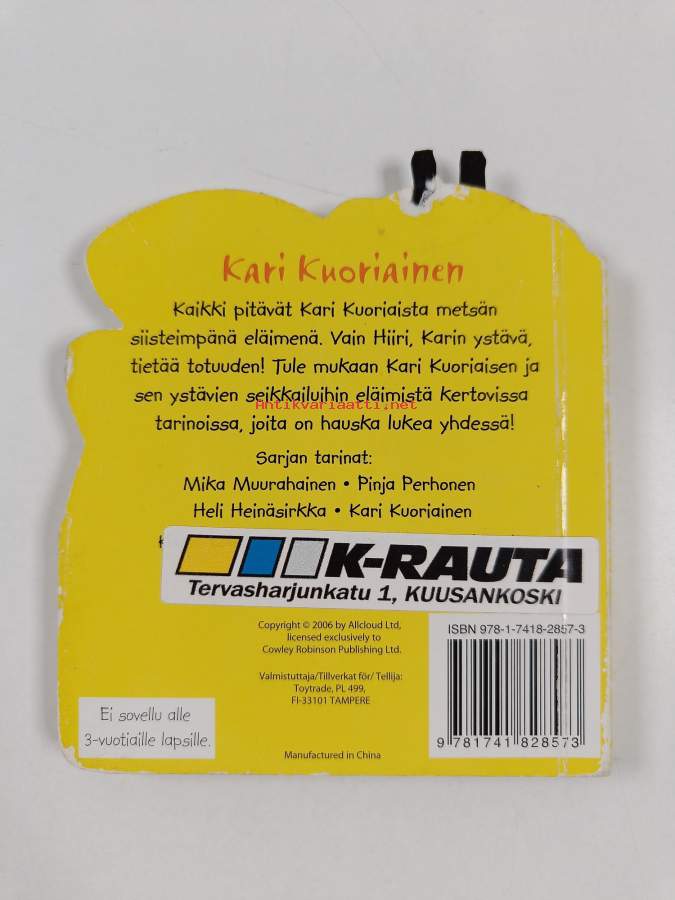 Kari Kuoriainen
Kaikki pitävät Kari Kuoriaista metsän
siisteimpänä eläimenä. Vain Hiiri, Karin ystävä,
tietää totuuden! Tule mukaan Kari Kuoriaisen ja
sen ystävien seikkailuihin eläimistä kertovissa
Antikvariaatti.net
tarinoissa, joita on hauska lukea yhdessä!
Sarjan tarinat:
Mika Muurahainen • Pinja Perhonen
Heli Heinäsirkka • Kari Kuoriainen
K-RAUTA
Tervasharjunkatu 1, KUUSANKOSKI
Copyright © 2006 by Allcloud Ltd,
licensed exclusively to
Cowley Robinson Publishing Ltd.
Valmistuttaja/Tillverkat för/ Tellija:
Toytrade, PL 499,
FI-33101 TAMPERE
Manufactured in China
Ei sovellu alle
3-vuotiaille lapsille.
ISBN 978-1-7418-2857-3
9 781741 828573